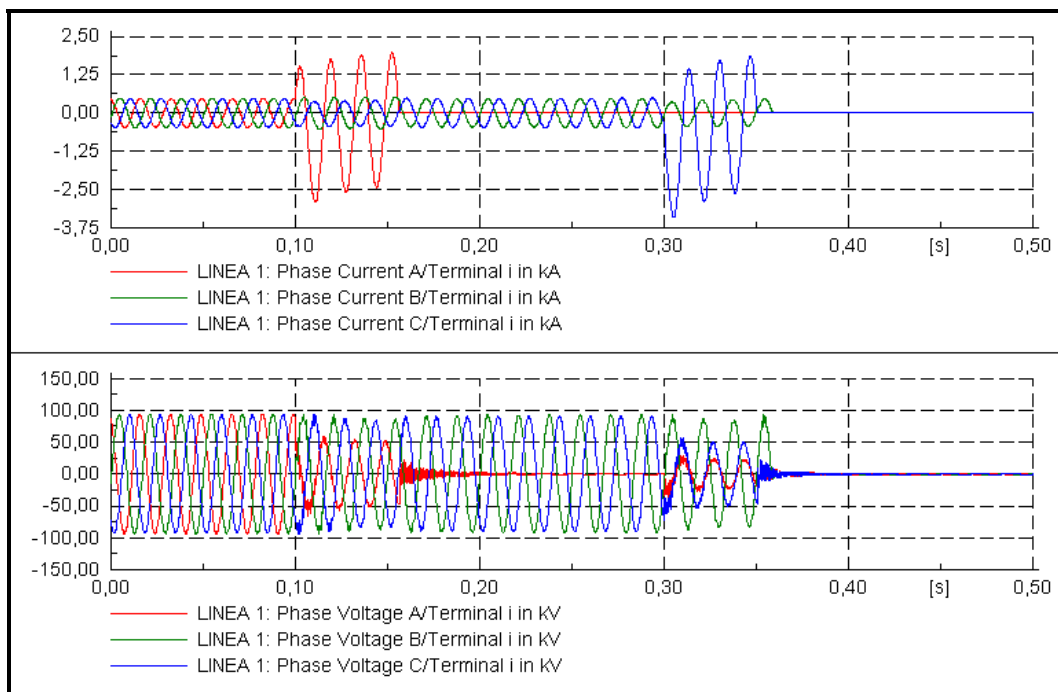 2,50
1,25
0,00
-1,25
-2,50
-3,75
0,00 0,10 0,20 0,30 0,40 [s] 0,50
LINEA 1: Phase Current A/Terminal i in kA
LINEA 1: Phase Current B/Terminal i in kA
LINEA 1: Phase Current C/Terminal i in kA
150,00
100,00
50,00
0,00
-50,00
-100,00
-150,00
0,00 0,10 0,20 0,30 0,40 [s] 0,50
LINEA 1: Phase Voltage A/Terminal i in kV
LINEA 1: Phase Voltage B/Terminal i in kV
LINEA 1: Phase Voltage C/Terminal i in kV